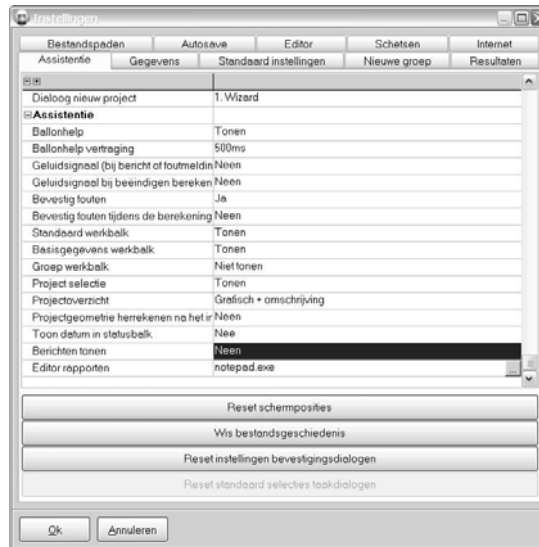 Instellingen
Bestandspaden Autosave Editor Schetsen Internet
Assistentie Gegevens Standaard instellingen Nieuwe groep Resultaten
Dialoog nieuw project 1. Wizard
Assistentie
Ballonhelp Tonen
Ballonhelp vertraging 500ms
Geluidsignaal (bij bericht of foutmeldin Neen
Geluidsignaal bij beëindigen bereken Neen
Bevestig fouten Ja
Bevestig fouten tijdens de berekening Neen
Standaard werkbalk Tonen
Basisgegevens werkbalk Tonen
Groep werkbalk Niet tonen
Project selectie Tonen
Projectoverzicht Grafisch + omschrijving
Projectgeometrie herrekenen na het ir Neen
Toon datum in statusbalk Nee
Berichten tonen Neen
Editor rapporten notepad.exe ...
Reset schermposities
Wis bestandsgeschiedenis
Reset instellingen bevestigingsdialogen
Reset standaard selecties taakdialogen
Ok Annuleren